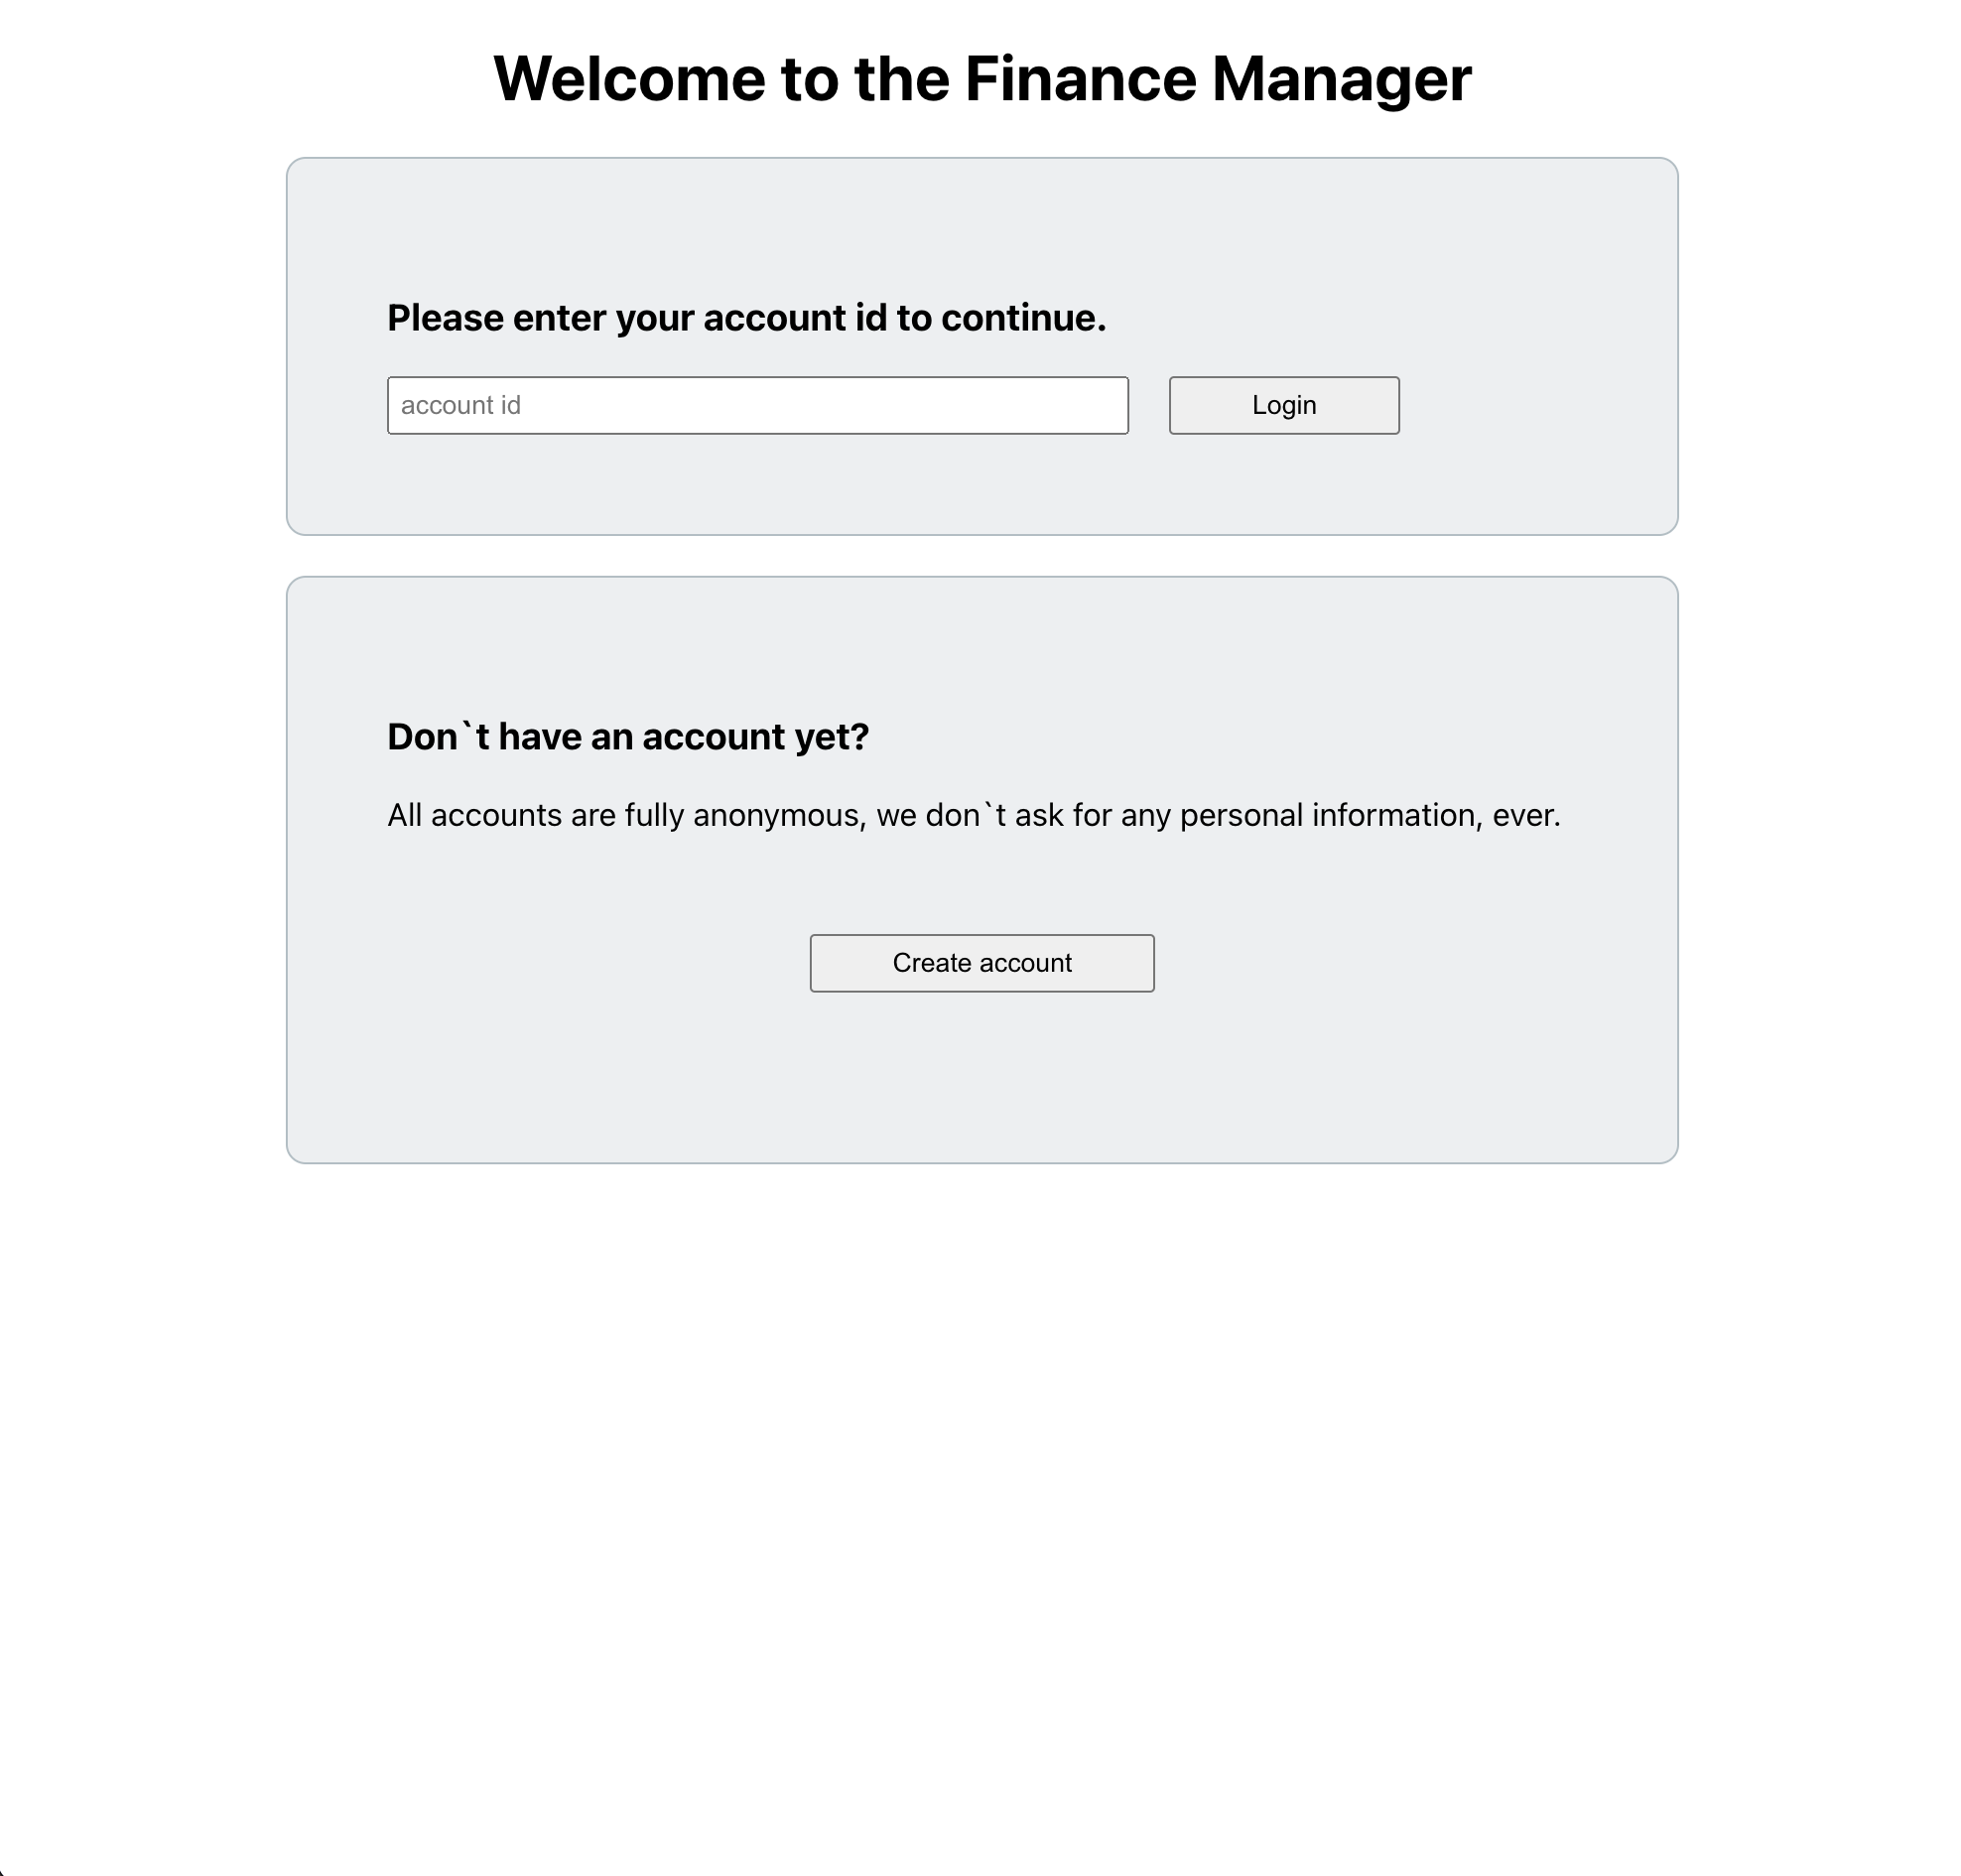 Welcome to the Finance Manager
Please enter your account id to continue.
account id
Login
Don`t have an account yet?
All accounts are fully anonymous, we don`t ask for any personal information, ever.
Create account